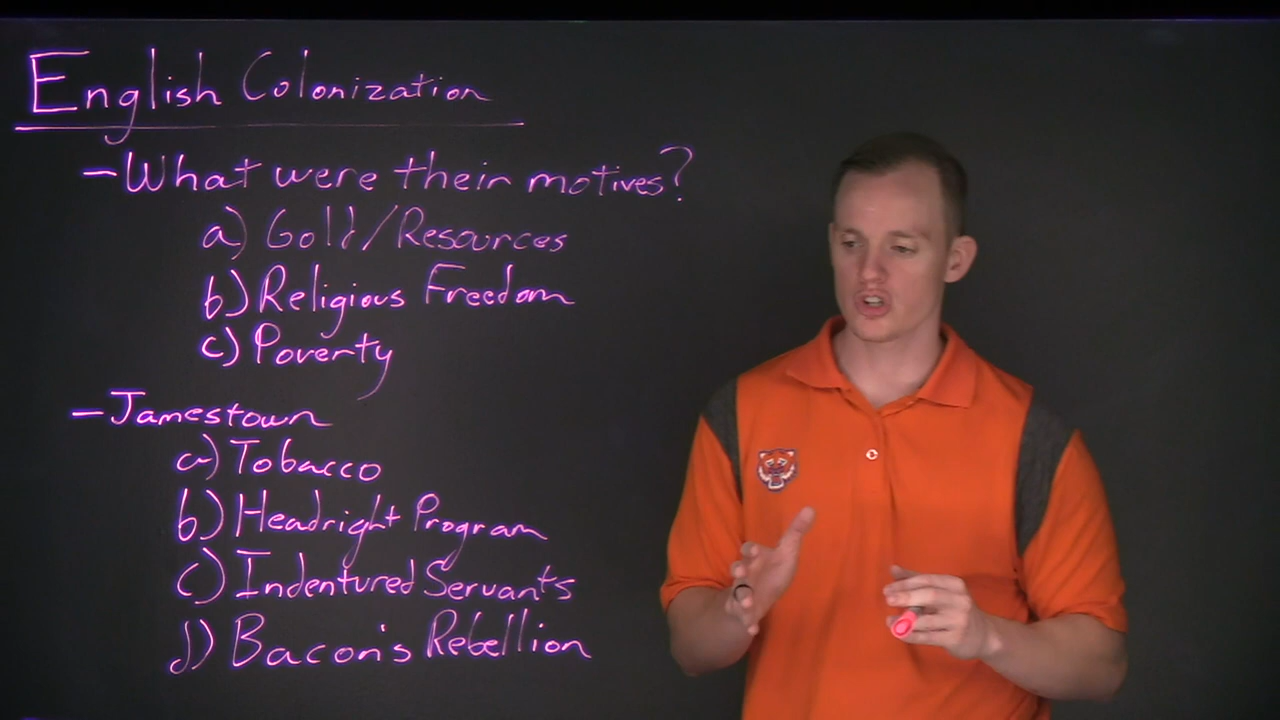 English Colonization
- What were their motives?
a) Gold/Resources
b) Religious Freedom
c) Poverty
- Jamestown
a) Tobacco
b) Headright Program
c) Indentured Servants
d) Bacon's Rebellion